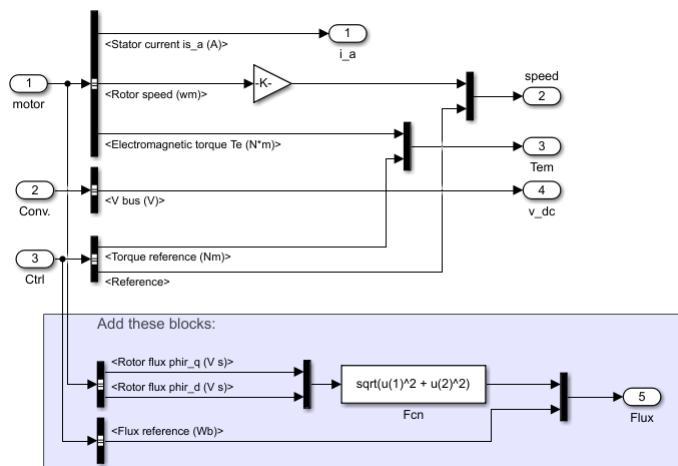 1
<Stator current is_a (A)>
i_a
1
motor
<Rotor speed (wm)>
-K-
speed
2
<Electromagnetic torque Te (N*m)>
3
Tem
2
Conv.
<V bus (V)>
4
v_dc
3
Ctrl
<Torque reference (Nm)>
<Reference>
Add these blocks:
<Rotor flux phir_q (V s)>
<Rotor flux phir_d (V s)>
sqrt(u(1)^2 + u(2)^2)
Fcn
5
Flux
<Flux reference (Wb)>